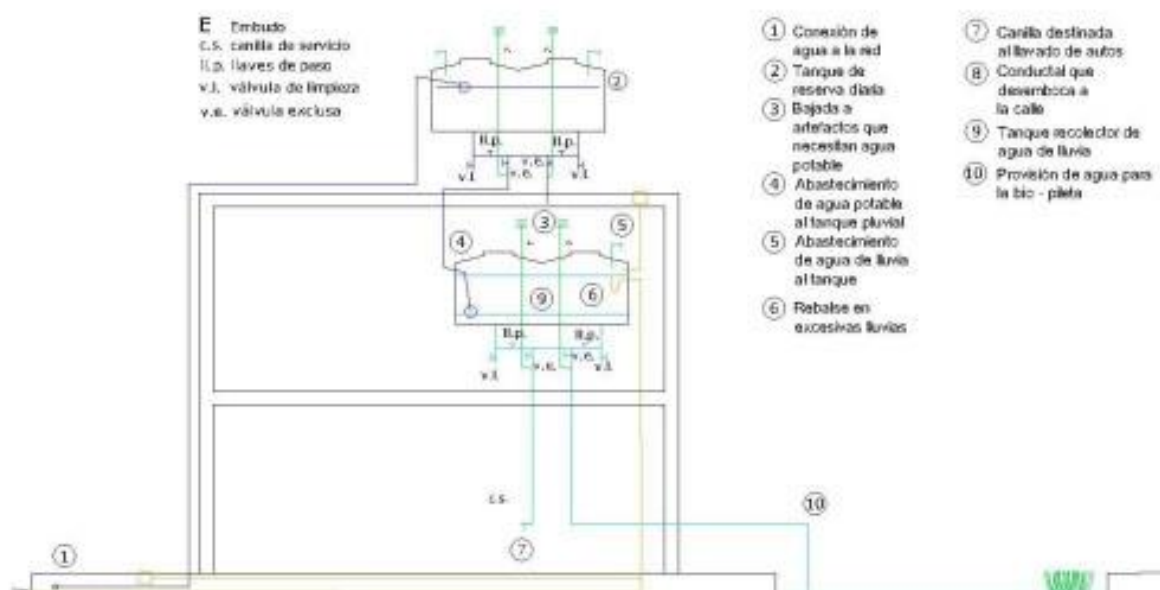 E Embudo
c.s. canilla de servicio
ll.p. llaves de paso
v.l. válvula de limpieza
v.e. válvula exclusa
1 Conexión de
agua a la red
2 Tanque de
reserva diaria
3 Bajada a
artefactos que
necesitan agua
potable
4 Abastecimiento
de agua potable
al tanque pluvial
5 Abastecimiento
de agua de lluvia
al tanque
6 Rebalse en
excesivas lluvias
7 Canilla destinada
al lavado de autos
8 Conductal que
desemboca a
la calle
9 Tanque recolector de
agua de lluvia
10 Provisión de agua para
la bio - pileta
2
ll.p.
ll.p.
v.l.
v.e.
v.e.
v.l.
3
5
4
9
6
ll.p.
ll.p.
v.l.
v.e.
v.e.
v.l.
c.s.
10
7
1